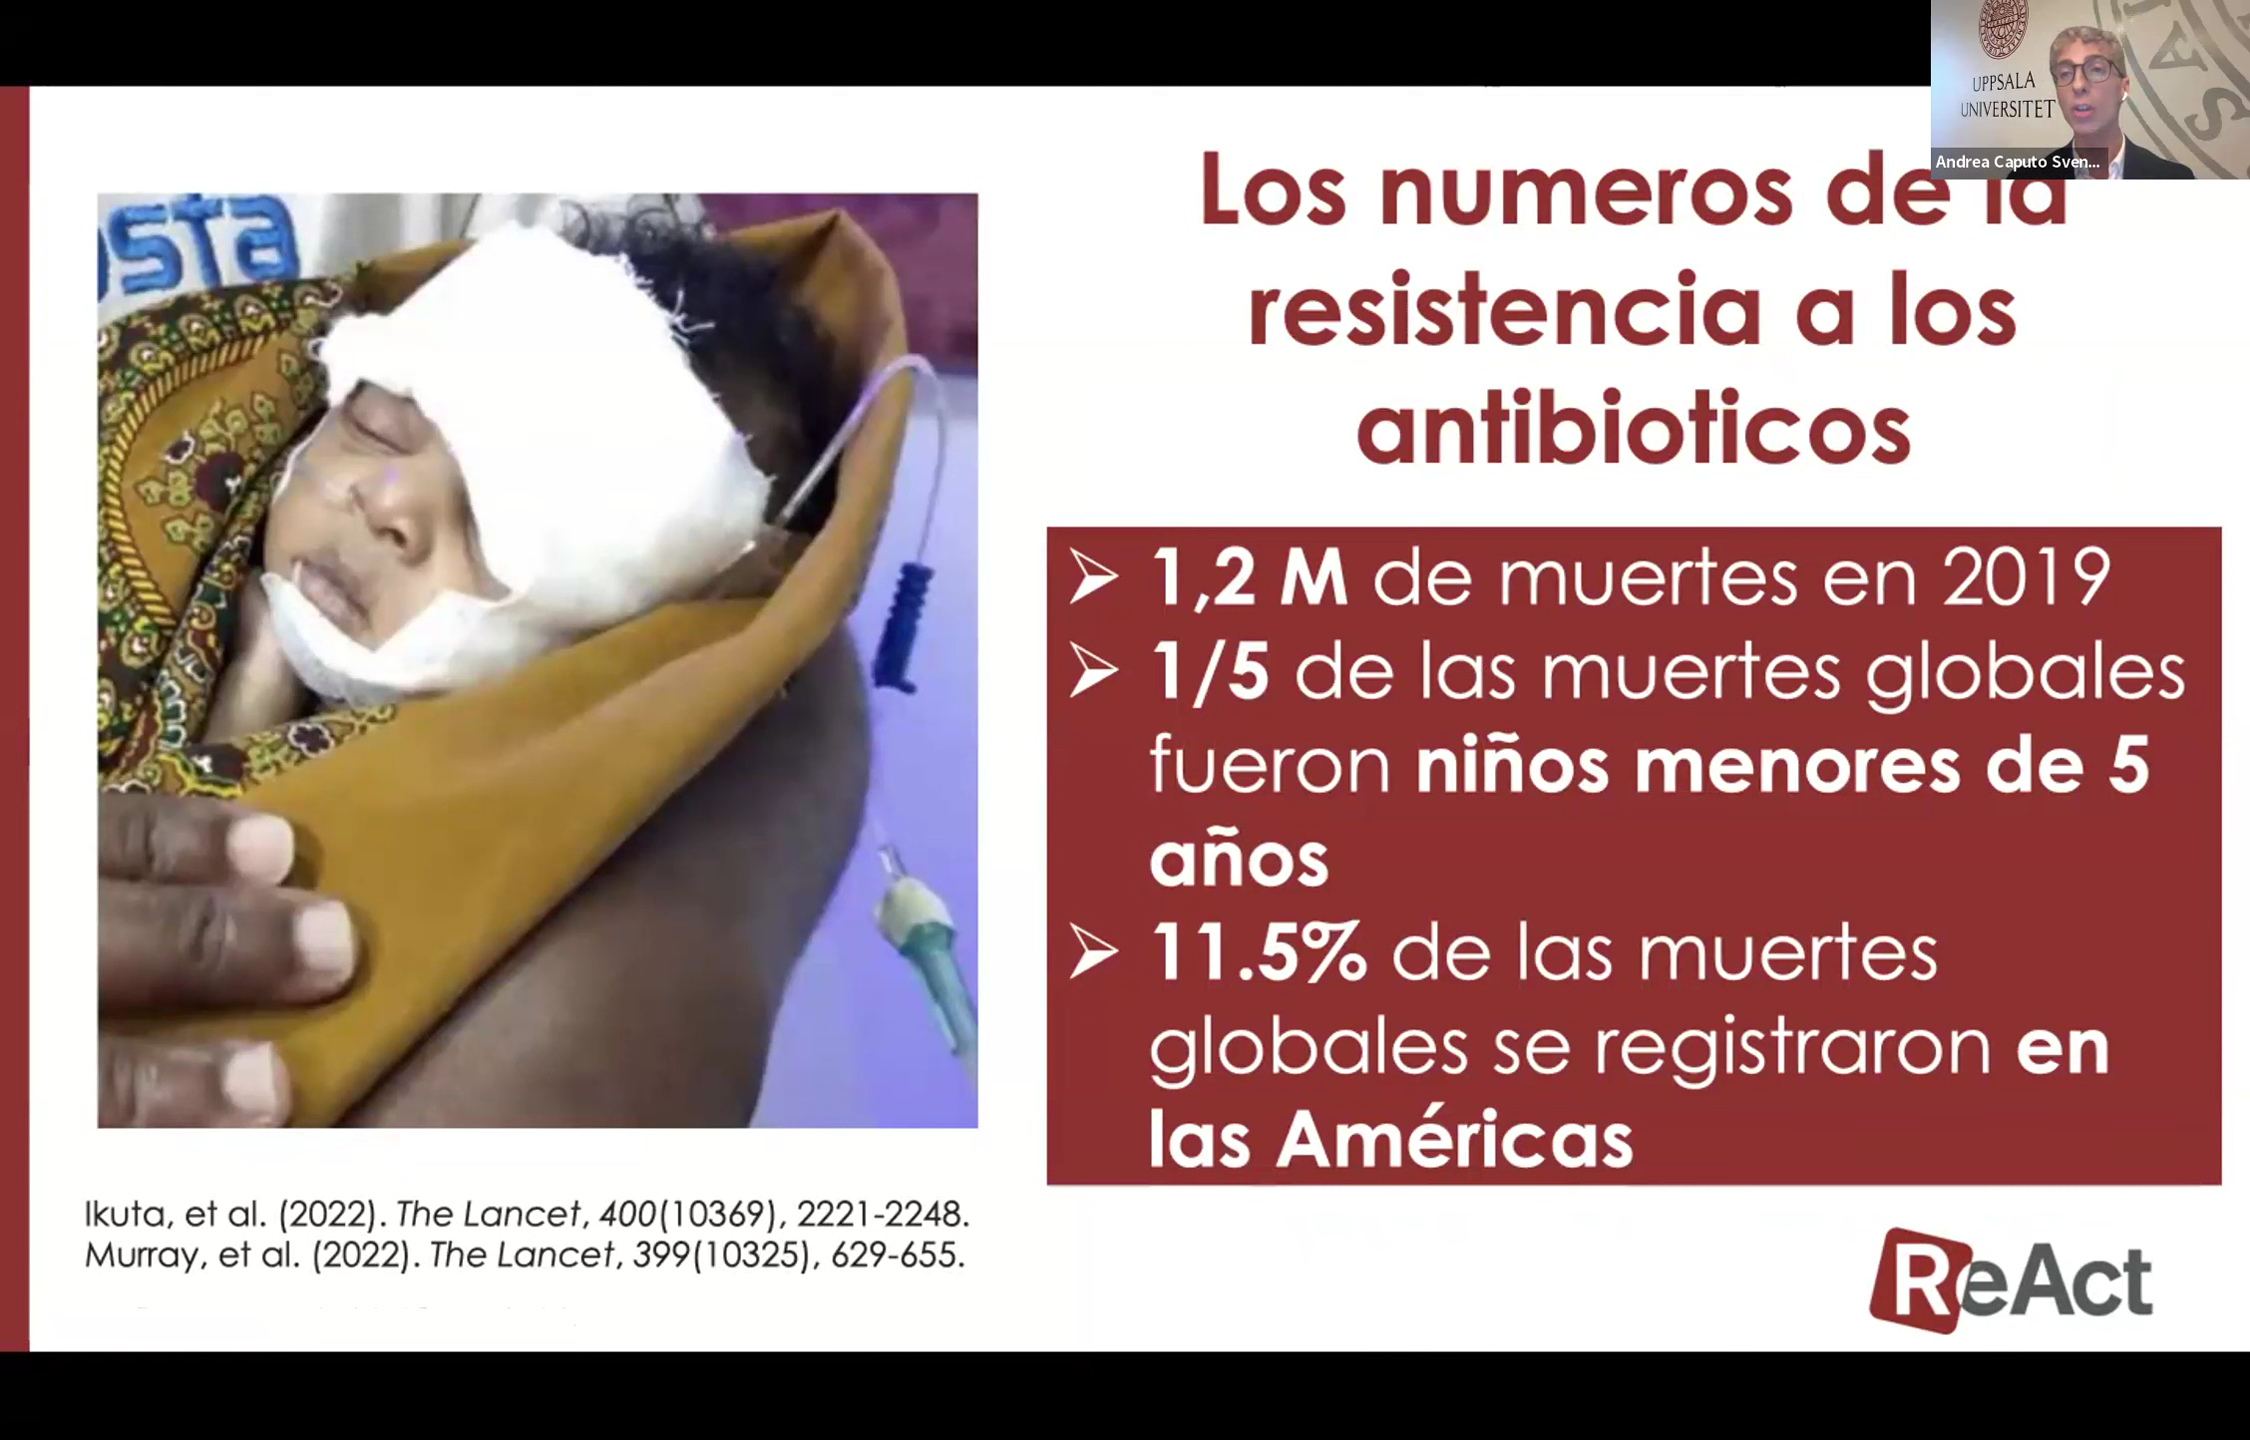 UPPSALA
UNIVERSITET
Andrea Caputo Sven...
Los numeros de la
resistencia a los
antibioticos
osta
➢ 1,2 M de muertes en 2019
➢ 1/5 de las muertes globales
fueron niños menores de 5
años
➢ 11.5% de las muertes
globales se registraron en
las Américas
Ikuta, et al. (2022). The Lancet, 400(10369), 2221-2248.
Murray, et al. (2022). The Lancet, 399(10325), 629-655.
ReAct